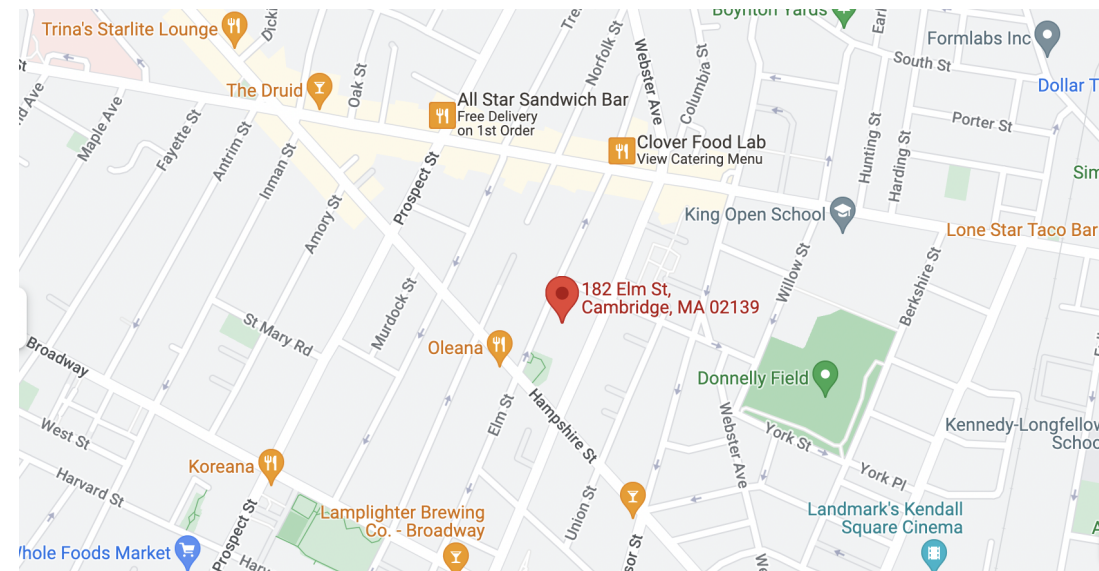 Boynton Yards
Trina's Starlite Lounge
Norfolk St
Webster Ave
Columbia St
Formlabs Inc
South St
The Druid
Oak St
All Star Sandwich Bar
Free Delivery
on 1st Order
Dollar T
Maple Ave
Fayette St
Antrim St
Inman St
Porter St
Hunting St
Harding St
Clover Food Lab
View Catering Menu
Prospect St
Amory St
King Open School
Lone Star Taco Bar
Willow St
Berkshire St
182 Elm St,
Cambridge, MA 02139
Murdock St
St Mary Rd
Oleana
Broadway
Donnelly Field
Elm St
Hampshire St
Webster Ave
York St
York Pl
Kennedy-Longfellow
West St
Harvard St
Koreana
Prospect St
Union St
Lamplighter Brewing
Co. - Broadway
Landmark's Kendall
Square Cinema
hole Foods Market